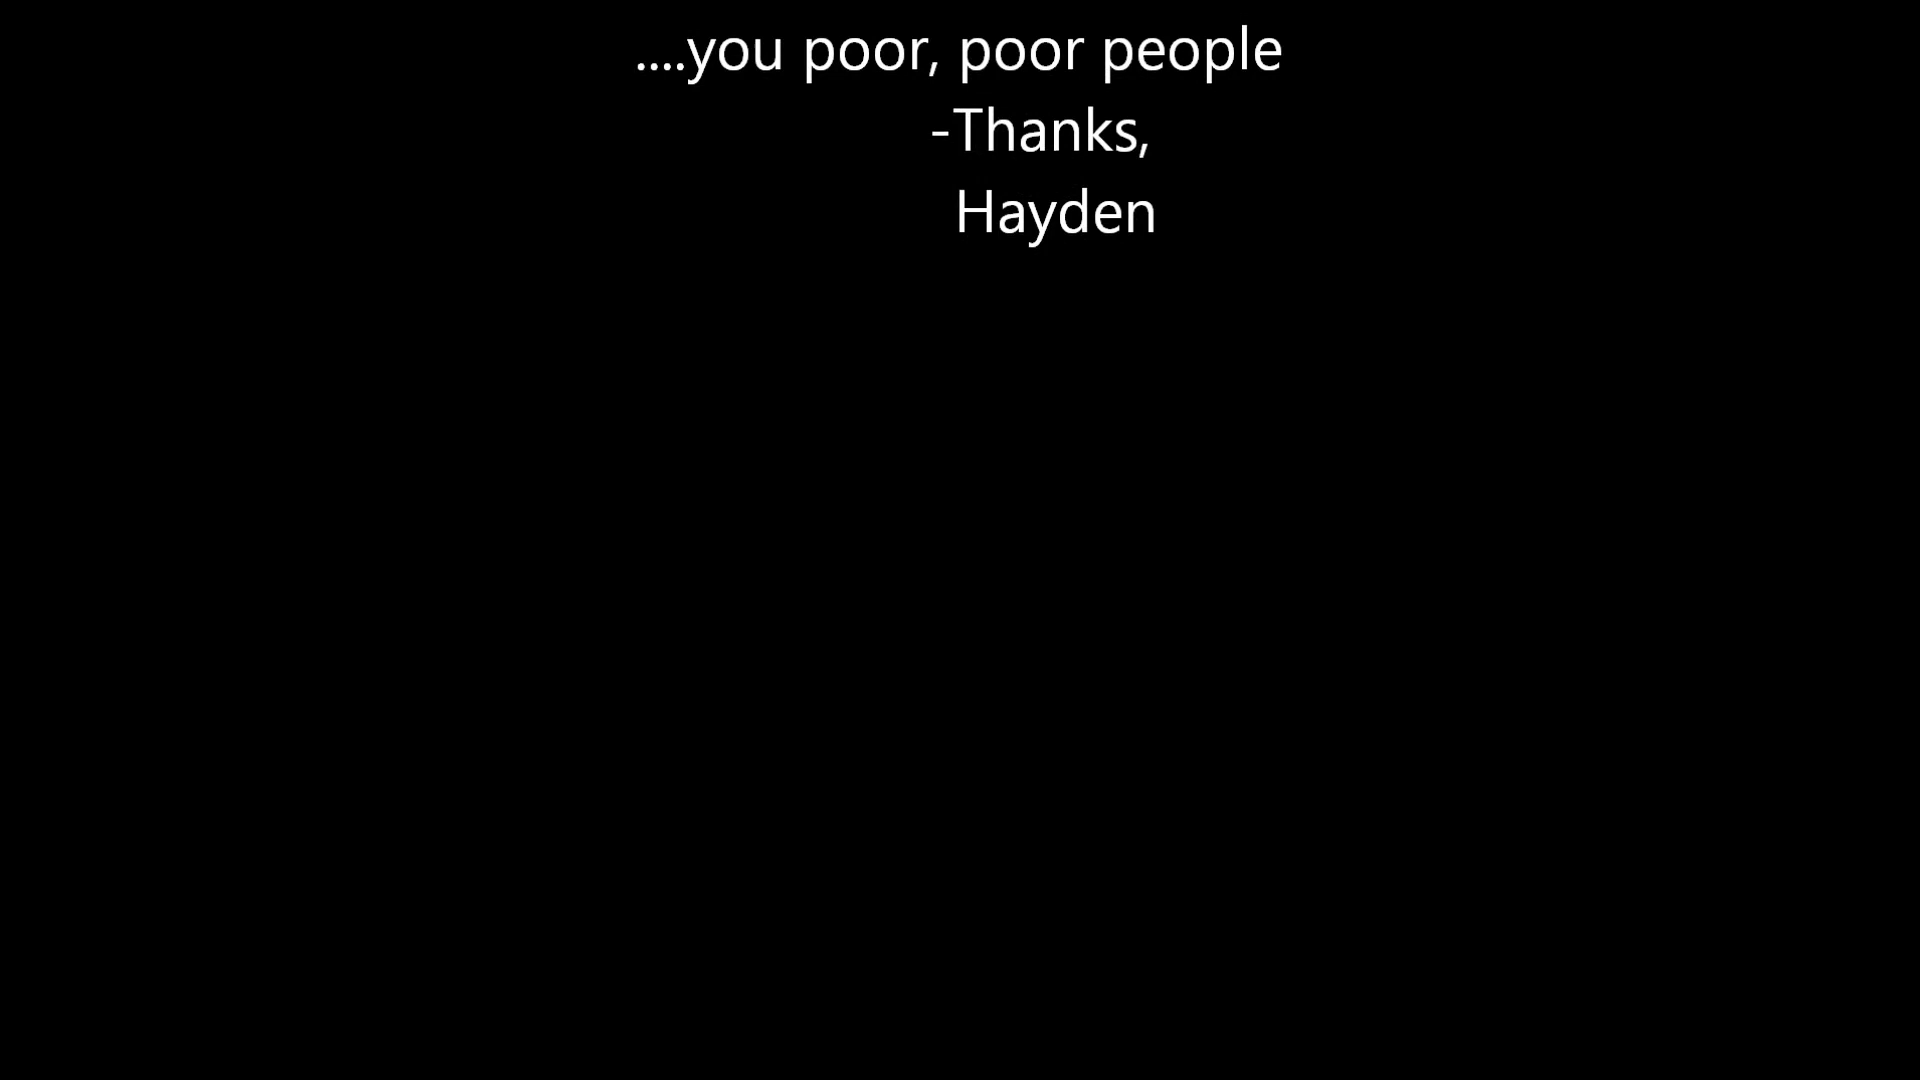 ....you poor, poor people
-Thanks,
Hayden